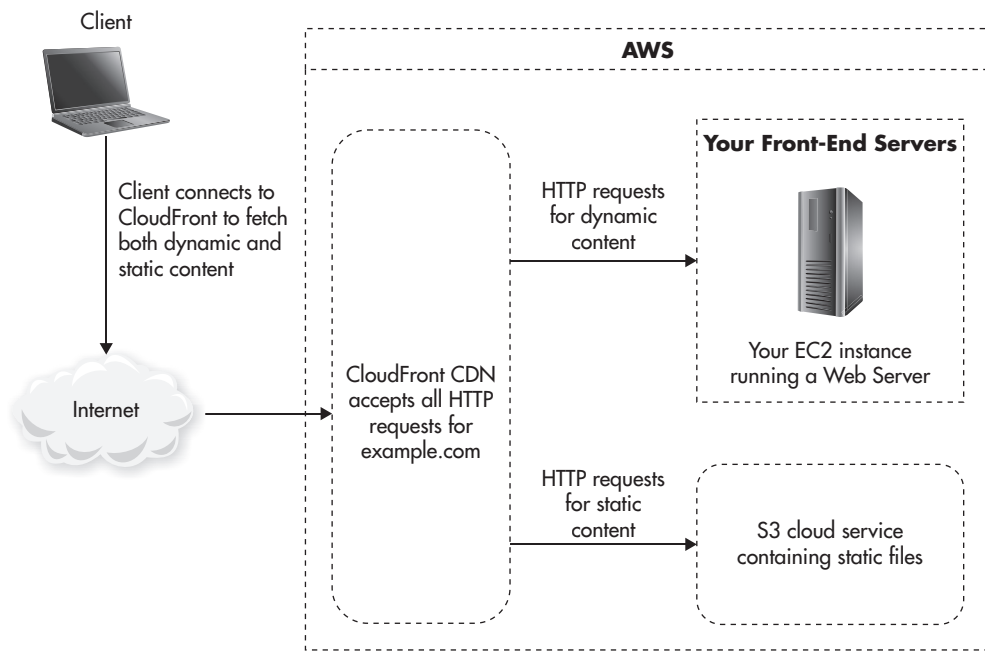 Client
AWS
Client connects to
CloudFront to fetch
both dynamic and
static content
Internet
CloudFront CDN
accepts all HTTP
requests for
example.com
HTTP requests
for dynamic
content
Your Front-End Servers
Your EC2 instance
running a Web Server
HTTP requests
for static
content
S3 cloud service
containing static files